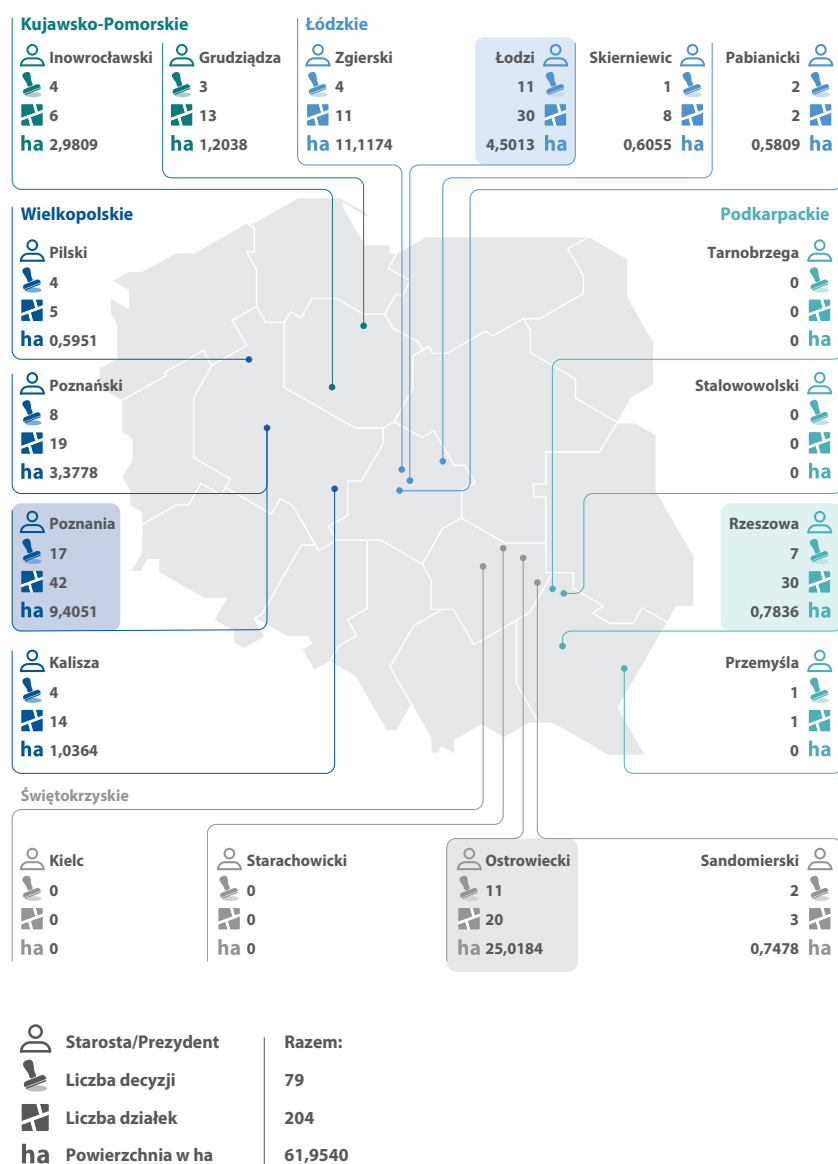 Kujawsko-Pomorskie
Inowrocławski
4
6
ha 2,9809
Grudziądza
3
13
ha 1,2038
Łódzkie
Zgierski
4
11
ha 11,1174
Łodzi
11
30
4,5013 ha
Skierniewic
1
8
0,6055 ha
Pabianicki
2
2
0,5809 ha
Wielkopolskie
Pilski
4
5
ha 0,5951
Poznański
8
19
ha 3,3778
Poznania
17
42
ha 9,4051
Kalisza
4
14
ha 1,0364
Podkarpackie
Tarnobrzega
0
0
0 ha
Stalowowolski
0
0
0 ha
Rzeszowa
7
30
0,7836 ha
Przemyśla
1
1
0 ha
Świętokrzyskie
Kielc
0
0
ha 0
Starachowicki
0
0
ha 0
Ostrowiecki
11
20
ha 25,0184
Sandomierski
2
3
0,7478 ha
Starosta/Prezydent Razem:
Liczba decyzji 79
Liczba działek 204
ha Powierzchnia w ha 61,9540